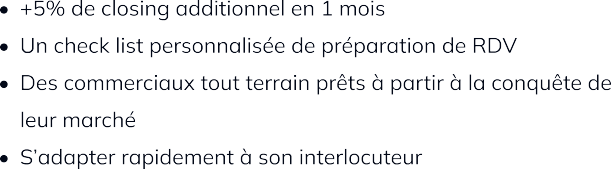 • +5% de closing additionnel en 1 mois
• Un check list personnalisée de préparation de RDV
• Des commerciaux tout terrain prêts à partir à la conquête de
leur marché
• S'adapter rapidement à son interlocuteur